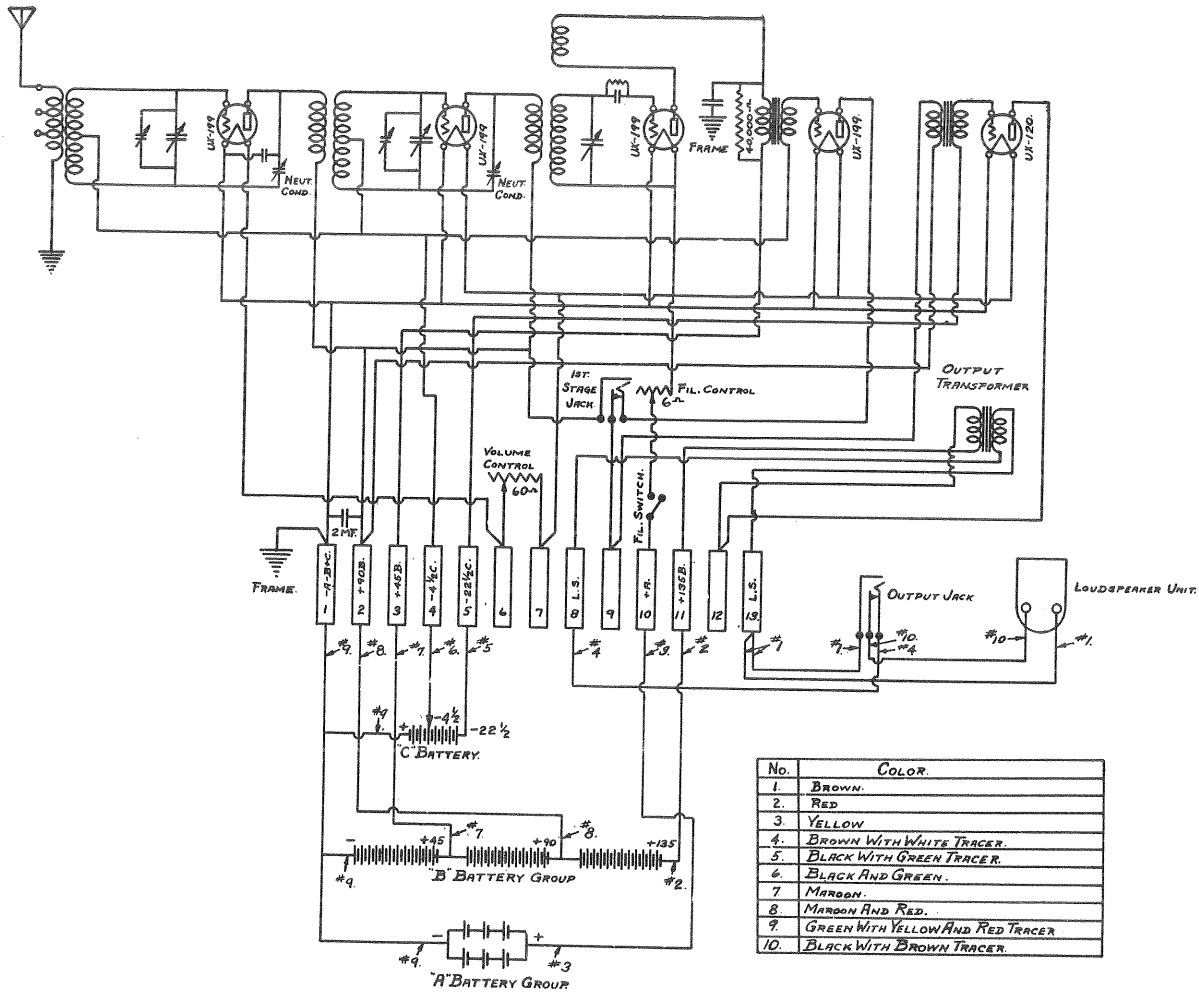 UX-199
NEUT.
COND.
UX-199
NEUT.
COND.
UX-199
FRAME
40,000Ω
UX-199.
UX-120.
1ST.
STAGE
JACK
FIL. CONTROL
6Ω
OUTPUT
TRANSFORMER
VOLUME
CONTROL
60Ω
FIL. SWITCH.
2 MF.
FRAME.
1 -A-B+C.
2 +90B.
3 +45B.
4 -4½C.
5 -22½C.
6
7
8 L.S.
9
10 +A.
11 +135B.
12
13 L.S.
OUTPUT JACK
LOUDSPEAKER UNIT.
#9.
#8.
#7.
#6.
#5
#4
#3.
#2
#1
#1
#10.
#4
#10
#1.
#9
+
-4½
-22½
"C" BATTERY.
-
+45
#7.
#8.
+90
+135
#9.
"B" BATTERY GROUP
#2.
-
+
#9.
#3
"A" BATTERY GROUP.
No. COLOR.
1. BROWN.
2. RED
3. YELLOW
4. BROWN WITH WHITE TRACER.
5. BLACK WITH GREEN TRACER.
6. BLACK AND GREEN.
7 MAROON.
8 MAROON AND RED.
9. GREEN WITH YELLOW AND RED TRACER
10. BLACK WITH BROWN TRACER.